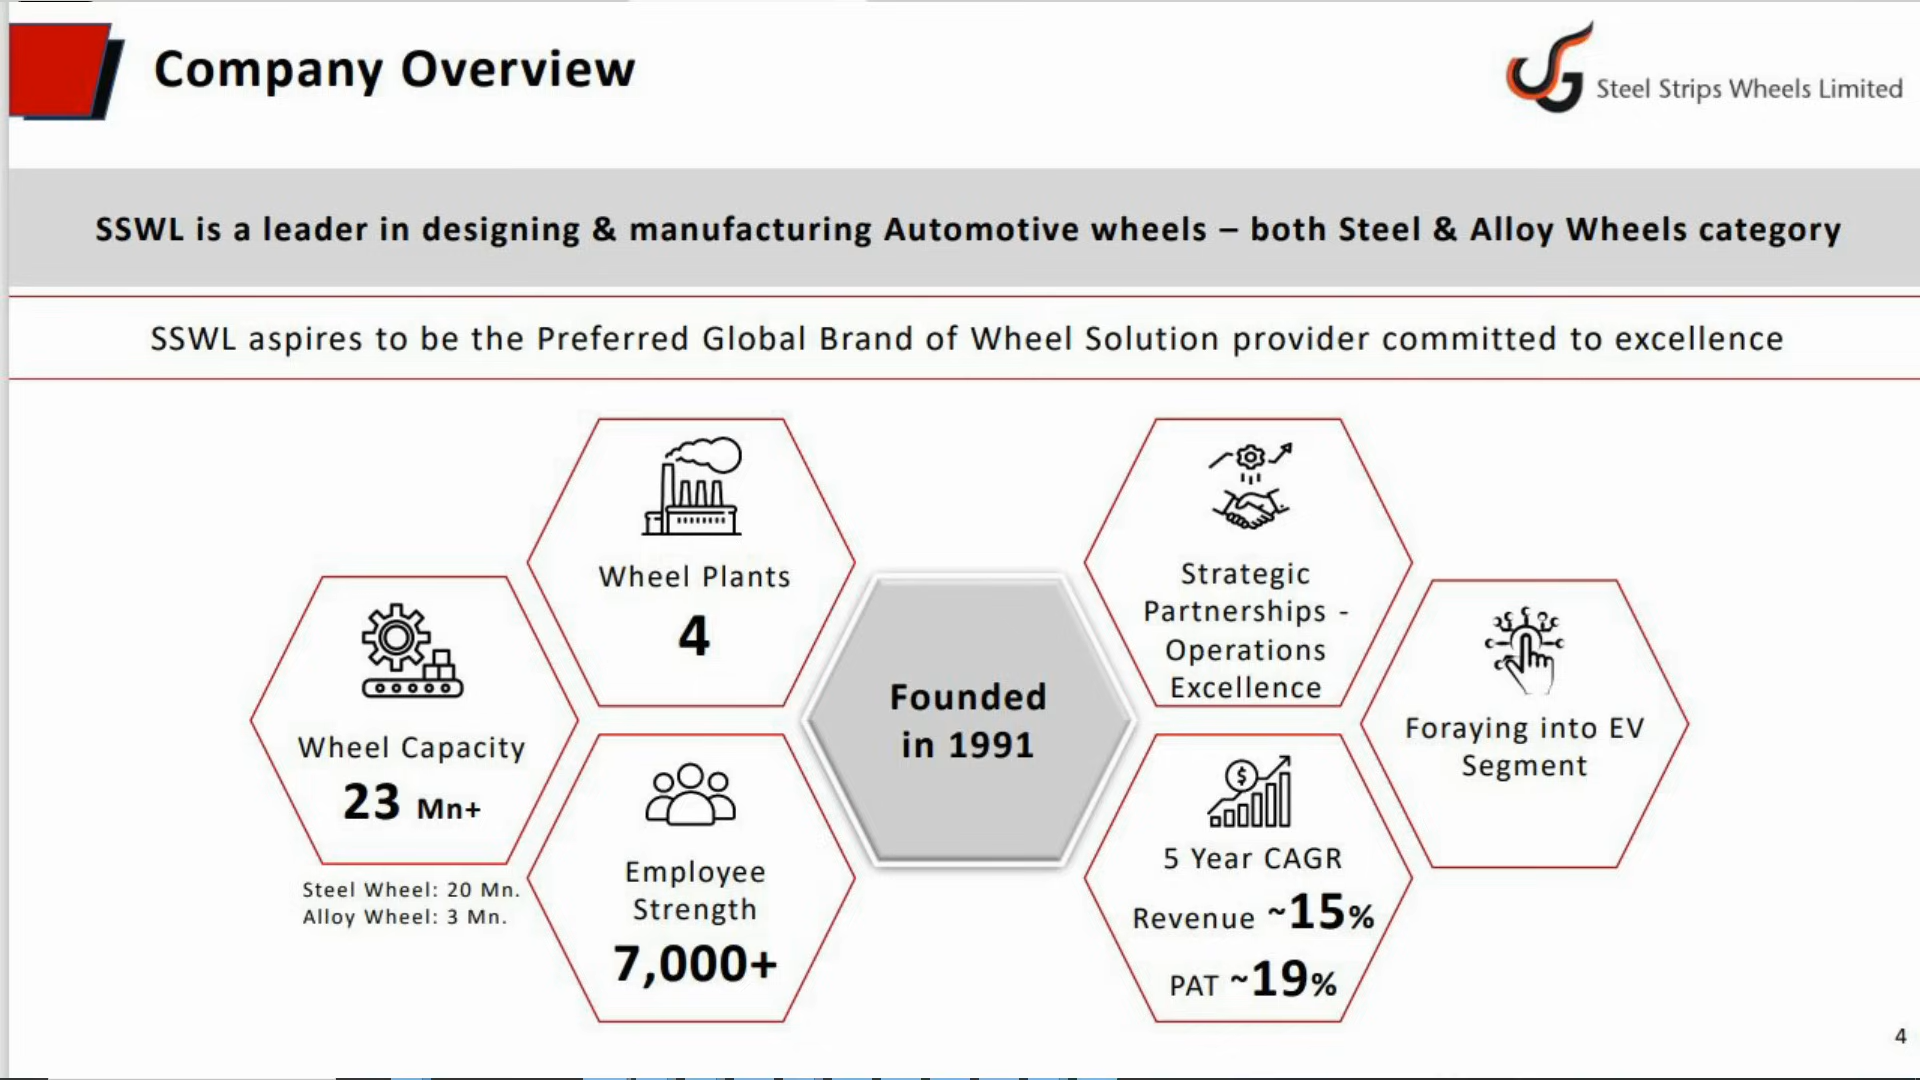 Company Overview
Steel Strips Wheels Limited
SSWL is a leader in designing & manufacturing Automotive wheels – both Steel & Alloy Wheels category
SSWL aspires to be the Preferred Global Brand of Wheel Solution provider committed to excellence
Wheel Capacity
23 Mn+
Steel Wheel: 20 Mn.
Alloy Wheel: 3 Mn.
Wheel Plants
4
Employee
Strength
7,000+
Founded
in 1991
Strategic
Partnerships -
Operations
Excellence
5 Year CAGR
Revenue ~15%
PAT ~19%
Foraying into EV
Segment
4